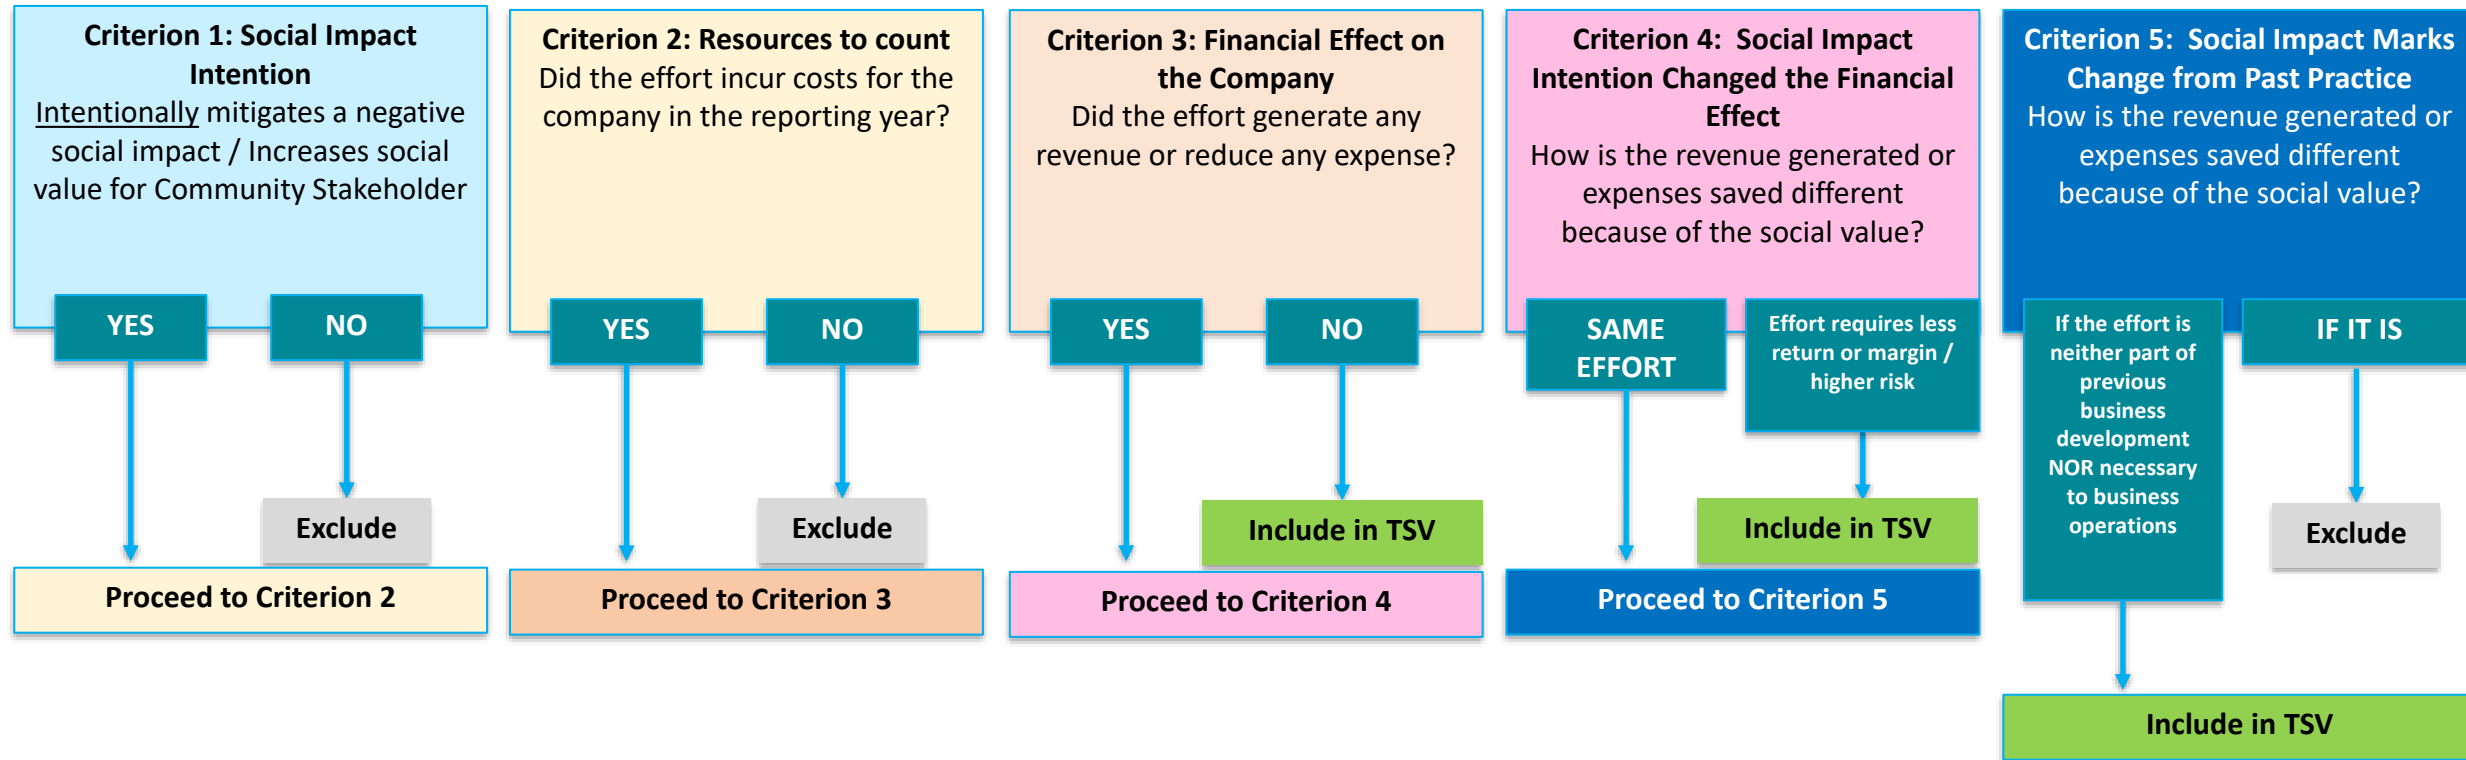 Criterion 1: Social Impact
Intention
Intentionally mitigates a negative
social impact / Increases social
value for Community Stakeholder
YES
NO
Exclude
Proceed to Criterion 2
Criterion 2: Resources to count
Did the effort incur costs for the
company in the reporting year?
YES
NO
Exclude
Proceed to Criterion 3
Criterion 3: Financial Effect on
the Company
Did the effort generate any
revenue or reduce any expense?
YES
NO
Include in TSV
Proceed to Criterion 4
Criterion 4:  Social Impact
Intention Changed the Financial
Effect
How is the revenue generated or
expenses saved different
because of the social value?
SAME
EFFORT
Effort requires less
return or margin /
higher risk
Include in TSV
Proceed to Criterion 5
Criterion 5:  Social Impact Marks
Change from Past Practice
How is the revenue generated or
expenses saved different
because of the social value?
If the effort is
neither part of
previous
business
development
NOR necessary
to business
operations
IF IT IS
Exclude
Include in TSV